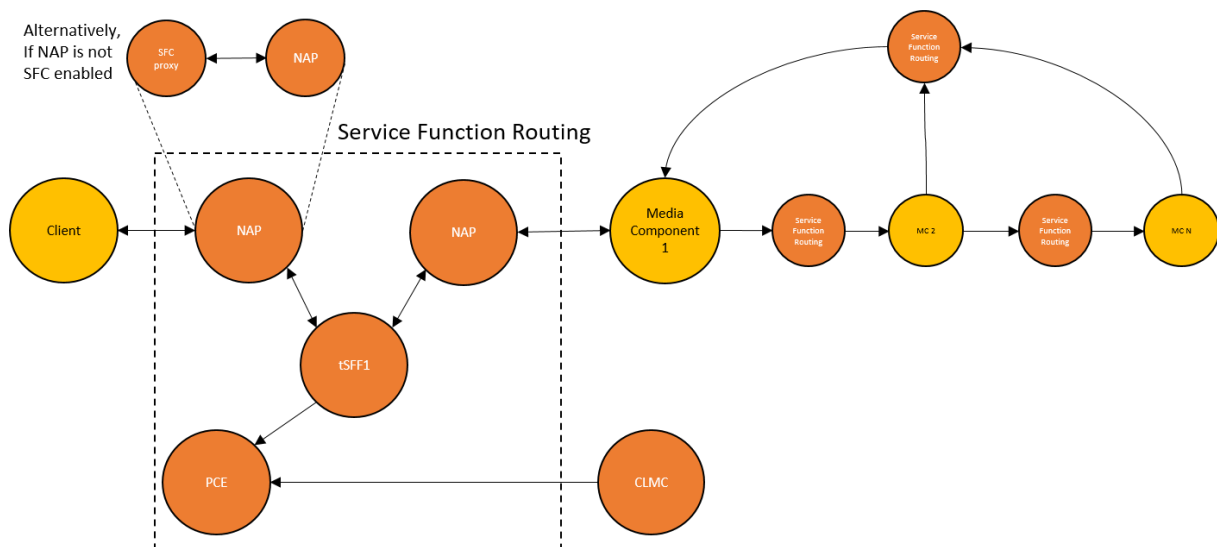 Alternatively,
If NAP is not
SFC enabled
SFC
proxy
NAP
Service
Function
Routing
Service Function Routing
Client
NAP
NAP
Media
Component
1
Service
Function
Routing
MC 2
Service
Function
Routing
MC N
tSFF1
PCE
CLMC